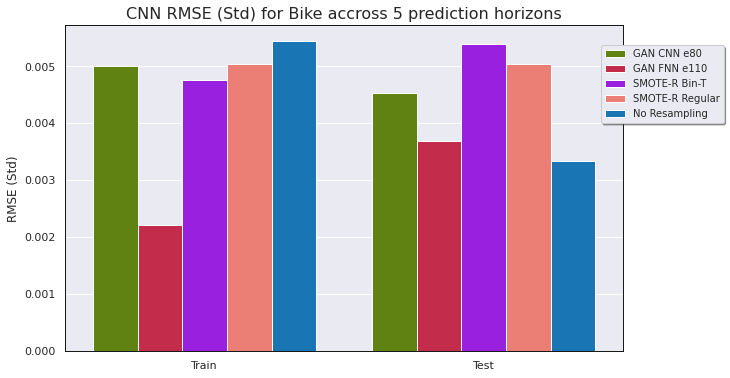 CNN RMSE (Std) for Bike accross 5 prediction horizons
RMSE (Std)
0.005
0.004
0.003
0.002
0.001
0.000
Train
Test
GAN CNN e80
GAN FNN e110
SMOTE-R Bin-T
SMOTE-R Regular
No Resampling